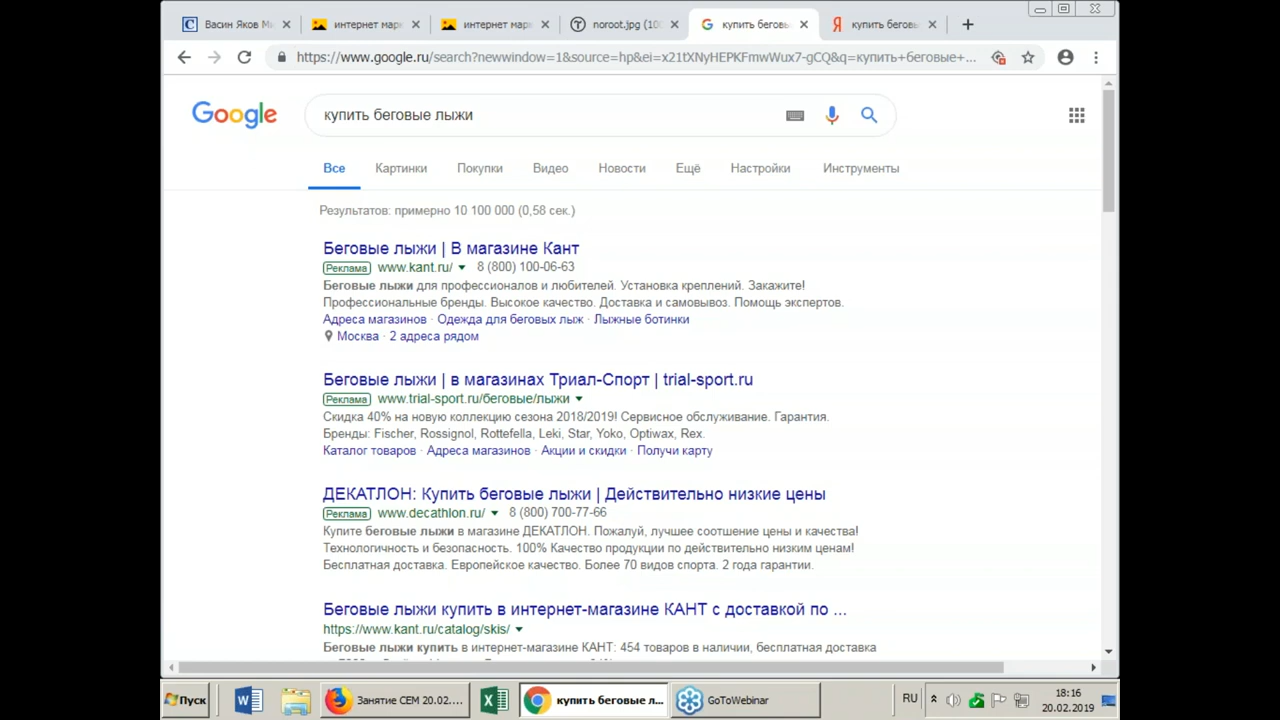 Васин Яков Ми
интернет мар
интернет мар
noroot.jpg (10
купить бегов
купить бегов
https://www.google.ru/search?newwindow=1&source=hp&ei=x21tXNyHEPKFmwWux7-gCQ&q=купить+беговые+...
Google
купить беговые лыжи
Все
Картинки
Покупки
Видео
Новости
Ещё
Настройки
Инструменты
Результатов: примерно 10 100 000 (0,58 сек.)
Беговые лыжи | В магазине Кант
Реклама www.kant.ru/ 8 (800) 100-06-63
Беговые лыжи для профессионалов и любителей. Установка креплений. Закажите!
Профессиональные бренды. Высокое качество. Доставка и самовывоз. Помощь экспертов.
Адреса магазинов · Одежда для беговых лыж · Лыжные ботинки
Москва · 2 адреса рядом
Беговые лыжи | в магазинах Триал-Спорт | trial-sport.ru
Реклама www.trial-sport.ru/беговые/лыжи
Скидка 40% на новую коллекцию сезона 2018/2019! Сервисное обслуживание. Гарантия.
Бренды: Fischer, Rossignol, Rottefella, Leki, Star, Yoko, Optiwax, Rex.
Каталог товаров · Адреса магазинов · Акции и скидки · Получи карту
ДЕКАТЛОН: Купить беговые лыжи | Действительно низкие цены
Реклама www.decathlon.ru/ 8 (800) 700-77-66
Купите беговые лыжи в магазине ДЕКАТЛОН. Пожалуй, лучшее соотшение цены и качества!
Технологичность и безопасность. 100% Качество продукции по действительно низким ценам!
Бесплатная доставка. Европейское качество. Более 70 видов спорта. 2 года гарантии.
Беговые лыжи купить в интернет-магазине КАНТ с доставкой по ...
https://www.kant.ru/catalog/skis/
Беговые лыжи купить в интернет-магазине КАНТ: 454 товаров в наличии, бесплатная доставка
Пуск
Занятие СЕМ 20.02....
купить беговые л...
GoToWebinar
RU
18:16
20.02.2019